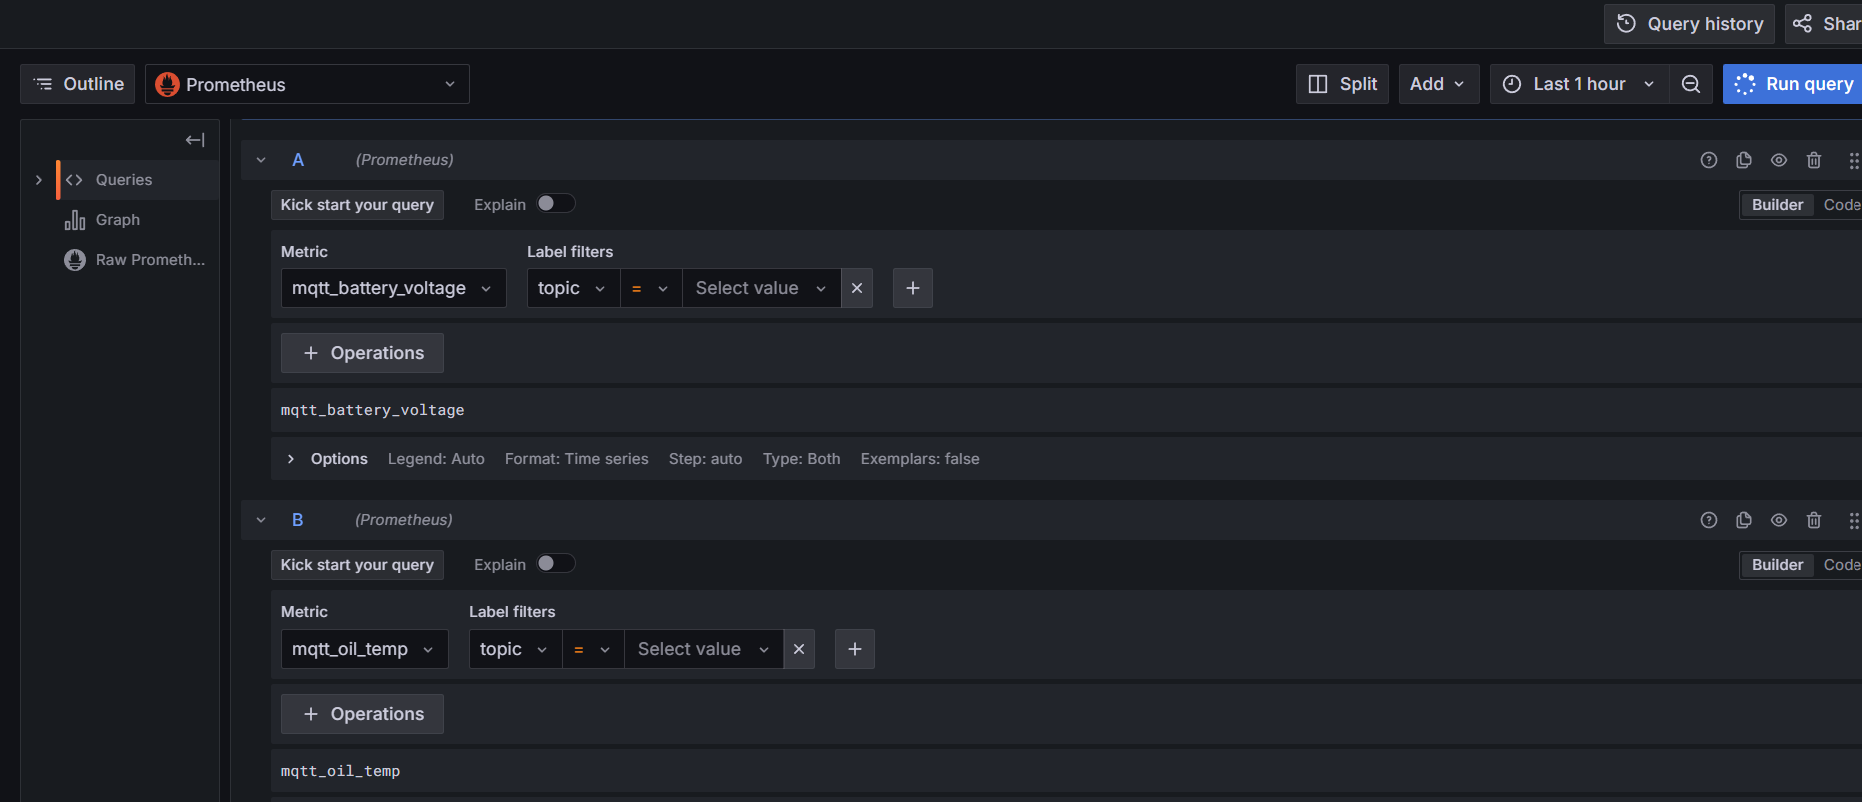 Query history Shar
Outline Prometheus Split Add Last 1 hour Run query
Queries
Graph
Raw Prometh...
A (Prometheus)
Kick start your query Explain Builder Code
Metric Label filters
mqtt_battery_voltage topic = Select value
+ Operations
mqtt_battery_voltage
Options Legend: Auto Format: Time series Step: auto Type: Both Exemplars: false
B (Prometheus)
Kick start your query Explain Builder Code
Metric Label filters
mqtt_oil_temp topic = Select value
+ Operations
mqtt_oil_temp